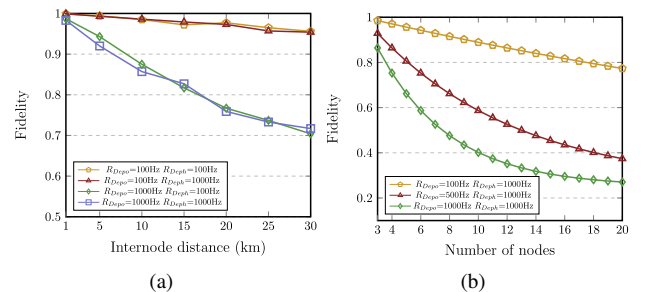 1
0.9
0.8
0.7
0.6
0.5
Fidelity
R_Depo=100Hz R_Deph=100Hz
R_Depo=100Hz R_Deph=1000Hz
R_Depo=1000Hz R_Deph=100Hz
R_Depo=1000Hz R_Deph=1000Hz
1 5 10 15 20 25 30
Internode distance (km)
(a)
1
0.8
0.6
0.4
0.2
Fidelity
R_Depo=100Hz R_Deph=1000Hz
R_Depo=500Hz R_Deph=1000Hz
R_Depo=1000Hz R_Deph=1000Hz
3 4 6 8 10 12 14 16 18 20
Number of nodes
(b)